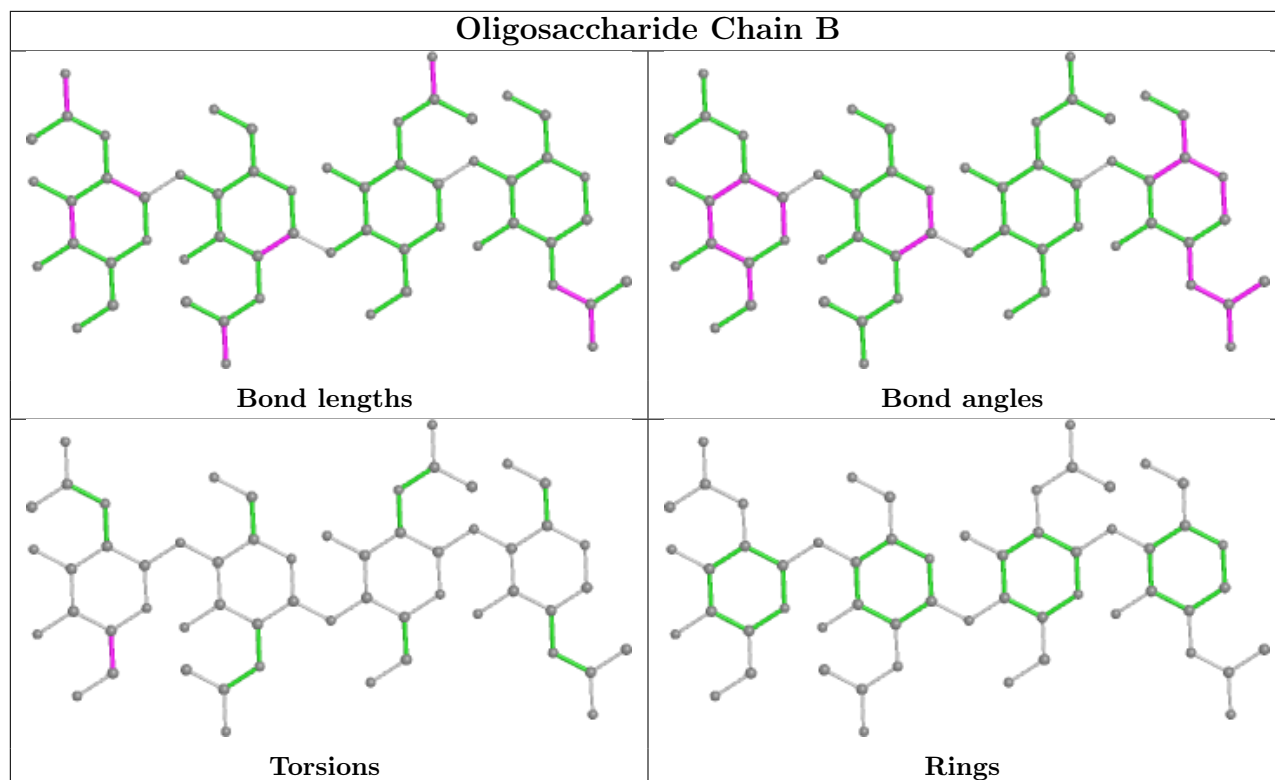 Oligosaccharide Chain B
Bond lengths
Bond angles
Torsions
Rings